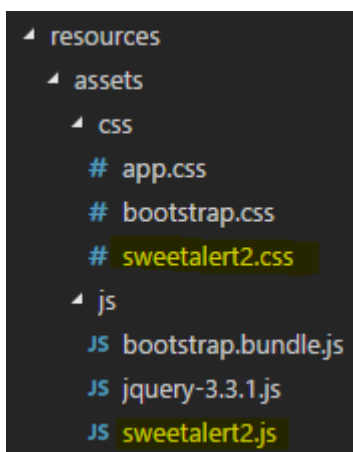 resources
assets
css
# app.css
# bootstrap.css
# sweetalert2.css
js
JS bootstrap.bundle.js
JS jquery-3.3.1.js
JS sweetalert2.js